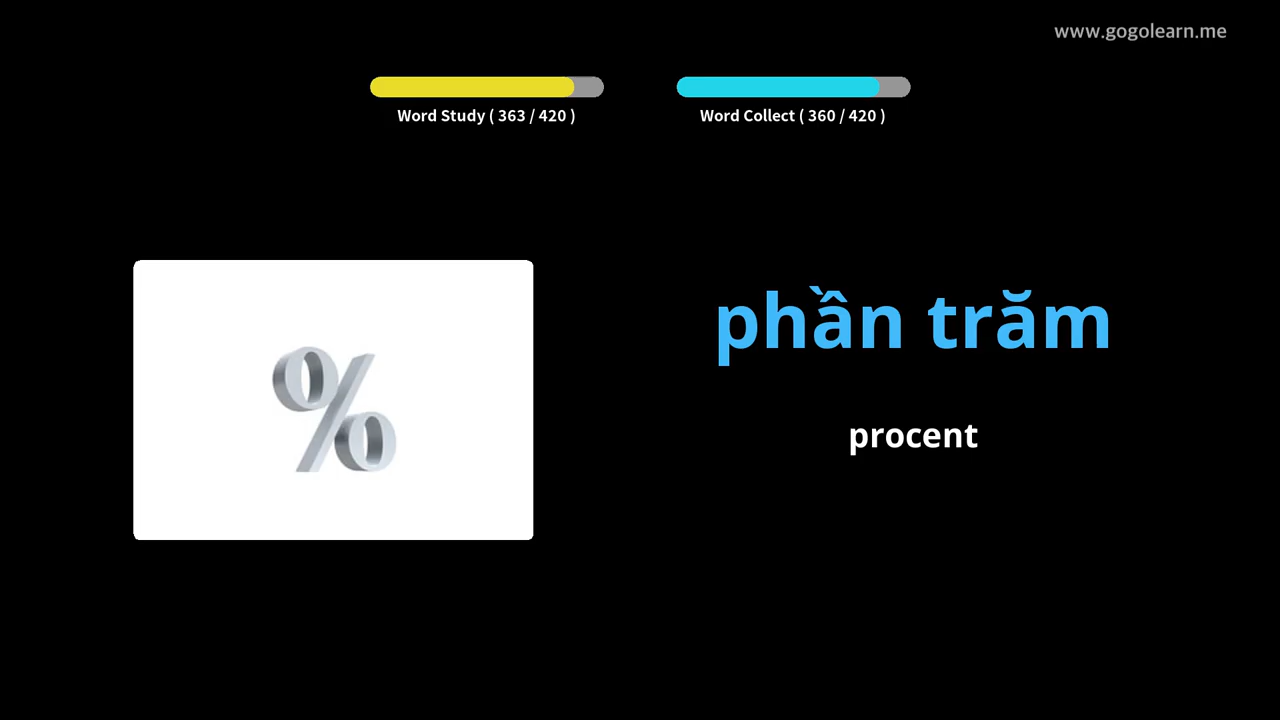 www.gogolearn.me
Word Study ( 363 / 420 )
Word Collect ( 360 / 420 )
%
phần trăm
procent